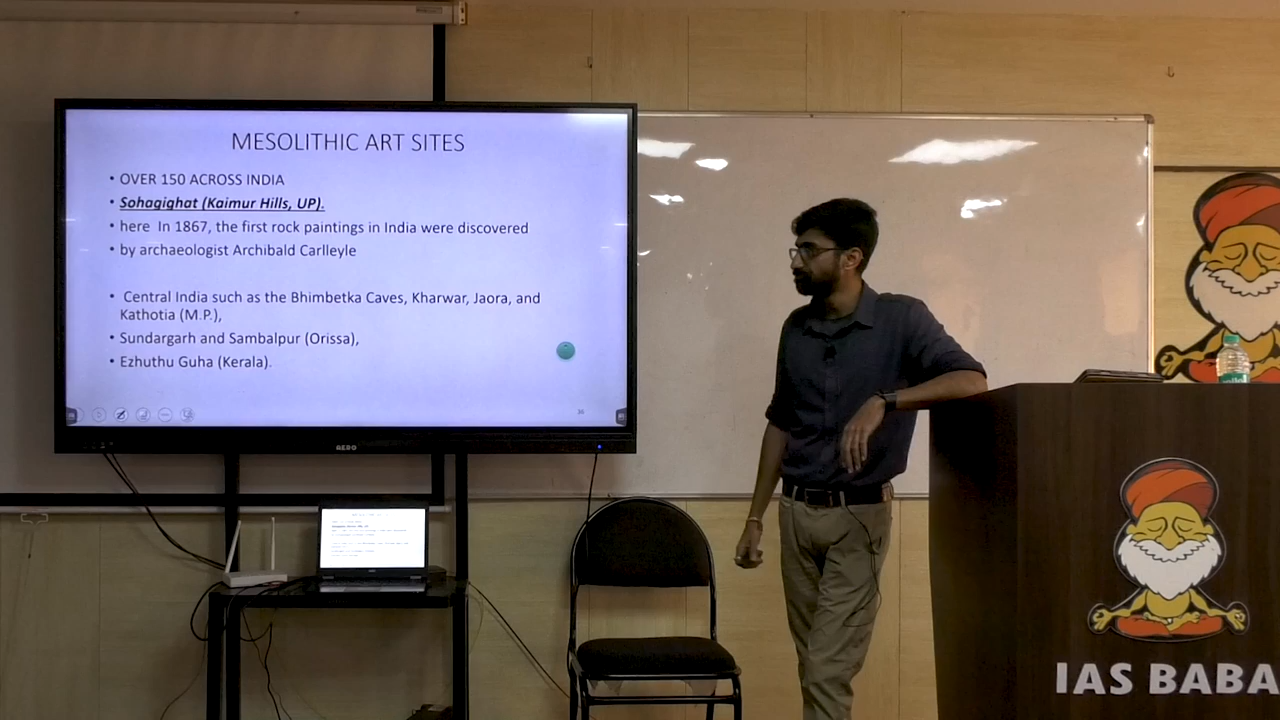 MESOLITHIC ART SITES
• OVER 150 ACROSS INDIA
• Sohagighat (Kaimur Hills, UP).
• here In 1867, the first rock paintings in India were discovered
• by archaeologist Archibald Carlleyle
• Central India such as the Bhimbetka Caves, Kharwar, Jaora, and
Kathotia (M.P.),
• Sundargarh and Sambalpur (Orissa),
• Ezhuthu Guha (Kerala).
36
AERO
IAS BABA